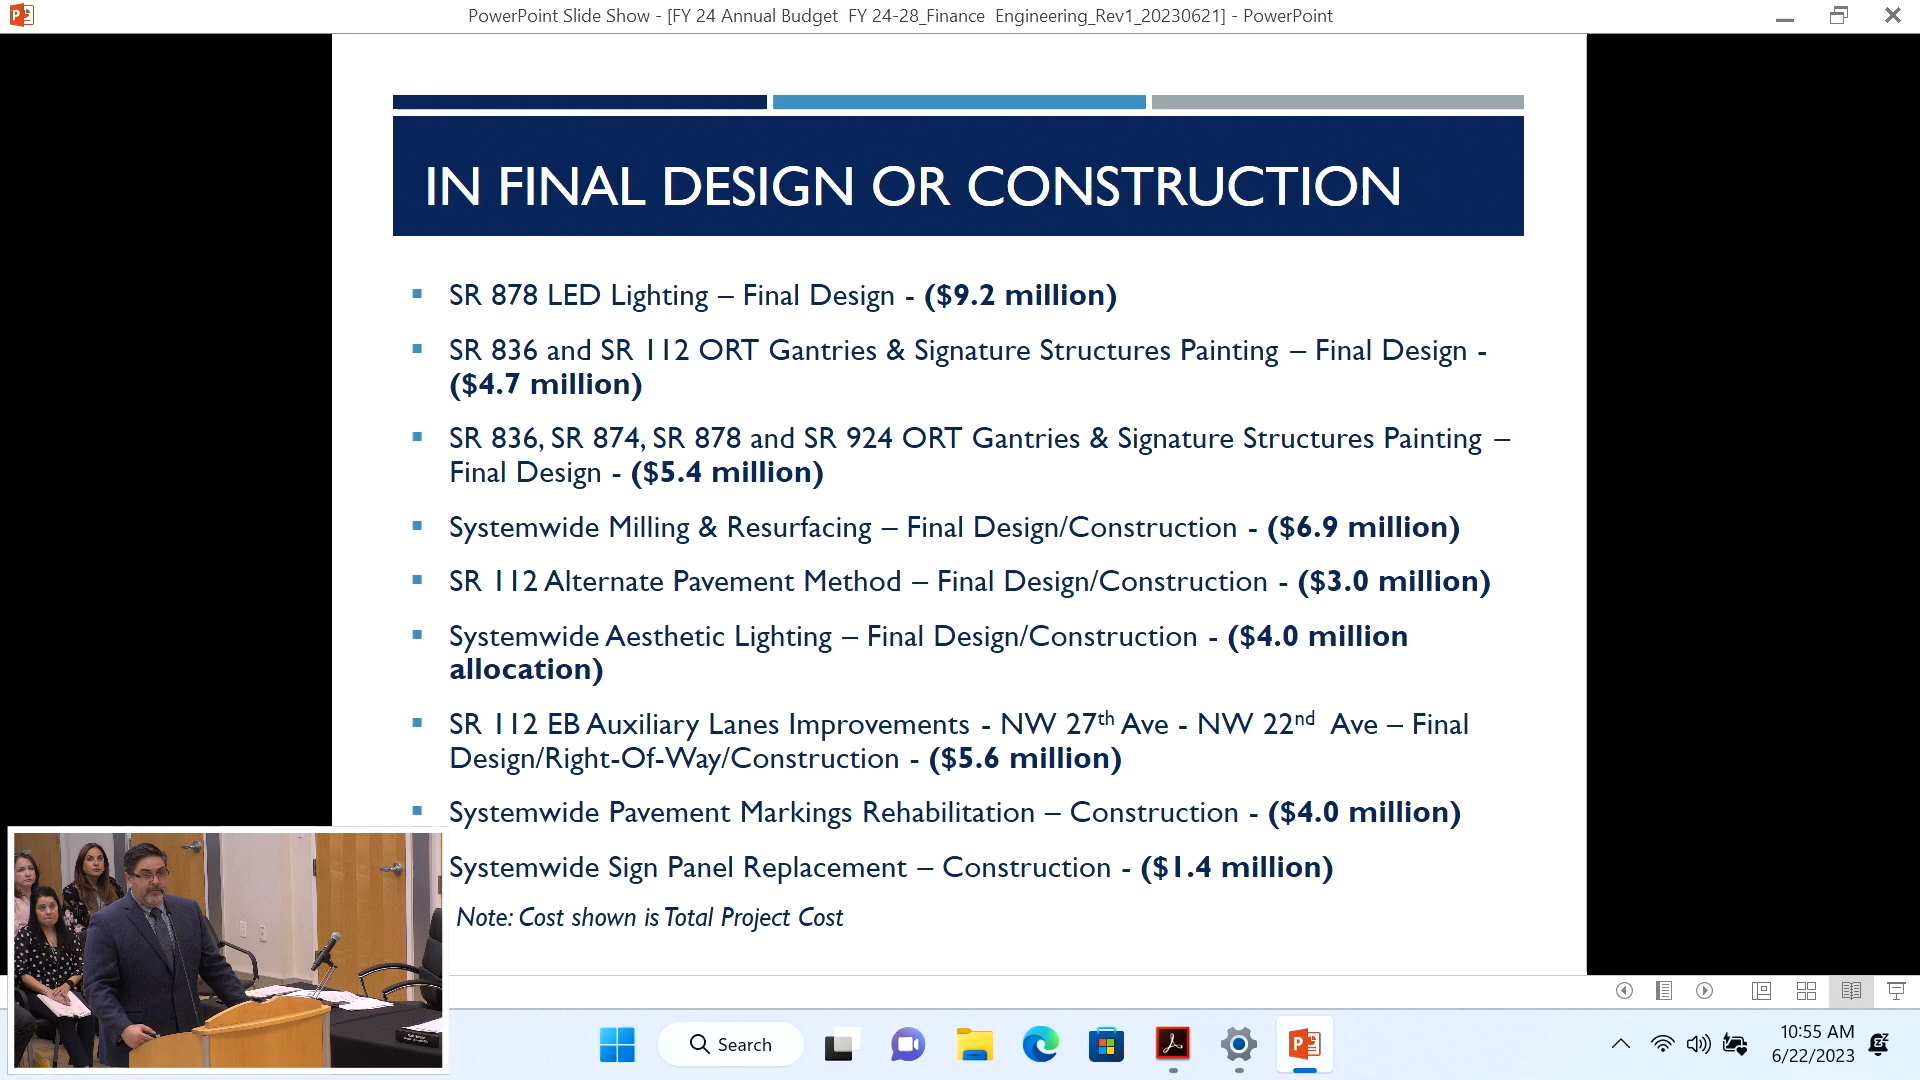 PowerPoint Slide Show - [FY 24 Annual Budget  FY 24-28_Finance  Engineering_Rev1_20230621] - PowerPoint
IN FINAL DESIGN OR CONSTRUCTION
SR 878 LED Lighting – Final Design - ($9.2 million)
SR 836 and SR 112 ORT Gantries & Signature Structures Painting – Final Design -
($4.7 million)
SR 836, SR 874, SR 878 and SR 924 ORT Gantries & Signature Structures Painting –
Final Design - ($5.4 million)
Systemwide Milling & Resurfacing – Final Design/Construction - ($6.9 million)
SR 112 Alternate Pavement Method – Final Design/Construction - ($3.0 million)
Systemwide Aesthetic Lighting – Final Design/Construction - ($4.0 million
allocation)
SR 112 EB Auxiliary Lanes Improvements - NW 27th Ave - NW 22nd Ave – Final
Design/Right-Of-Way/Construction - ($5.6 million)
Systemwide Pavement Markings Rehabilitation – Construction - ($4.0 million)
Systemwide Sign Panel Replacement – Construction - ($1.4 million)
Note: Cost shown is Total Project Cost
Search
10:55 AM
6/22/2023